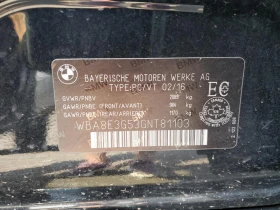 BAYERISCHE MOTOREN WERKE AG
TYPE:PC/VT 02/16
EC
GVWR/PNBV kg
GAWR/PNBE (FRONT/AVANT) kg
GAWR/PNBE(REAR/ARRIERE) kg
WBA8E3G53GNT81103